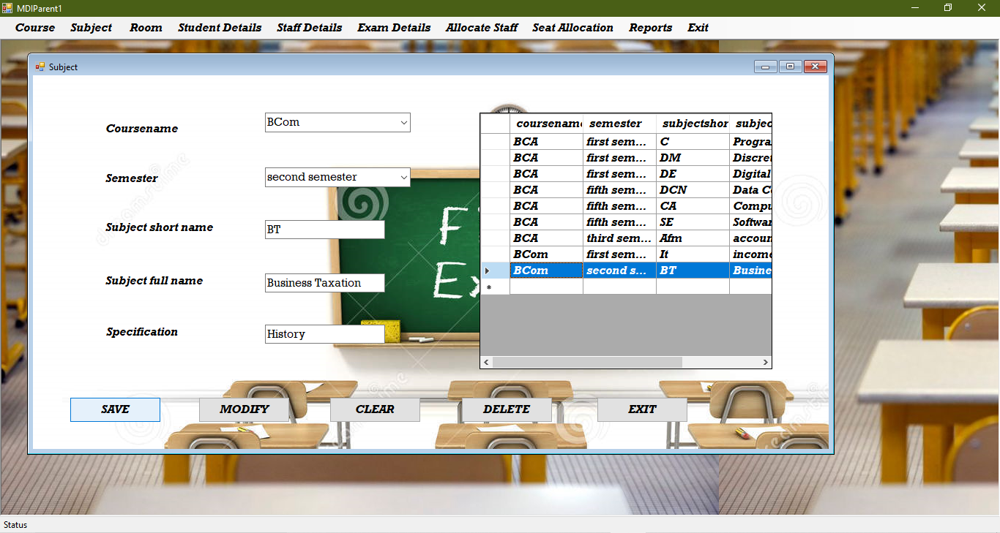 MDIParent1
Course Subject Room Student Details Staff Details Exam Details Allocate Staff Seat Allocation Reports Exit
Subject
Coursename BCom
Semester second semester
Subject short name BT
Subject full name Business Taxation
Specification History
F
Ex
coursenam semester subjectshor subjec
BCA first sem... C Progra
BCA first sem... DM Discret
BCA first sem... DE Digital
BCA fifth sem... DCN Data C
BCA fifth sem... CA Compu
BCA fifth sem... SE Softwar
BCA third sem... Afm accoun
BCom first sem... It income
BCom second s... BT Busine
SAVE MODIFY CLEAR DELETE EXIT
Status